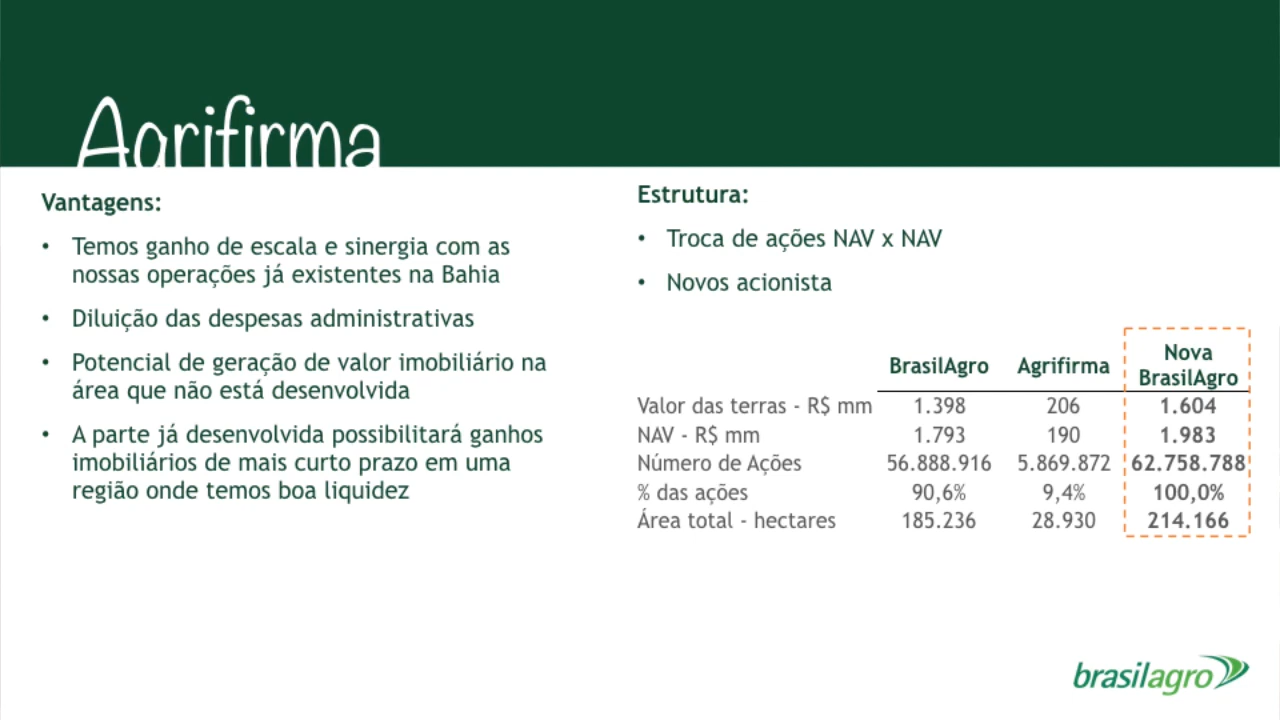 Agrifirma
Vantagens:
• Temos ganho de escala e sinergia com as
nossas operações já existentes na Bahia
• Diluição das despesas administrativas
• Potencial de geração de valor imobiliário na
área que não está desenvolvida
• A parte já desenvolvida possibilitará ganhos
imobiliários de mais curto prazo em uma
região onde temos boa liquidez
Estrutura:
• Troca de ações NAV x NAV
• Novos acionista
BrasilAgro Agrifirma Nova BrasilAgro
Valor das terras - R$ mm 1.398 206 1.604
NAV - R$ mm 1.793 190 1.983
Número de Ações 56.888.916 5.869.872 62.758.788
% das ações 90,6% 9,4% 100,0%
Área total - hectares 185.236 28.930 214.166
brasilagro